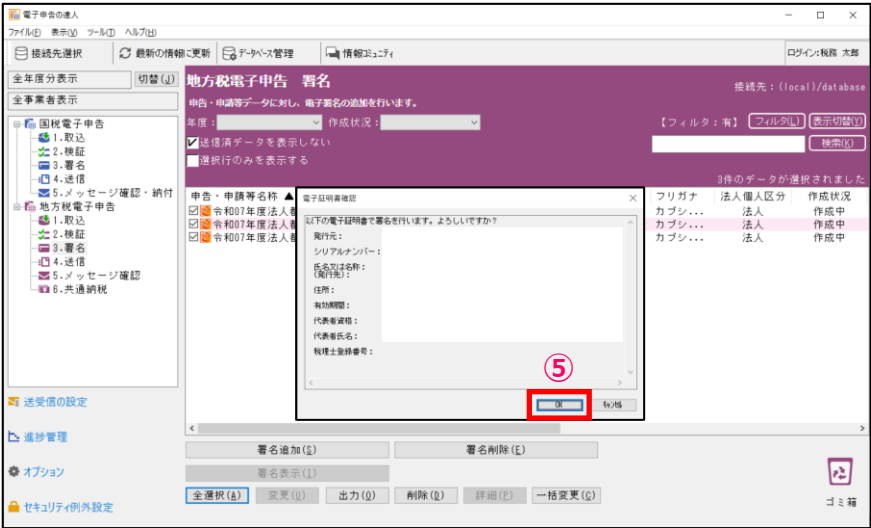 電子申告の達人
ファイル(F) 表示(V) ツール(T) ヘルプ(H)
接続先選択 最新の情報に更新 データベース管理 情報コミュニティ ログイン:税務 太郎
全年度分表示 切替(J)
全事業者表示
国税電子申告
1.取込
2.検証
3.署名
4.送信
5.メッセージ確認・納付
地方税電子申告
1.取込
2.検証
3.署名
4.送信
5.メッセージ確認
6.共通納税
送受信の設定
進捗管理
オプション
セキュリティ例外設定
地方税電子申告 署名
接続先:(local)/database
申告・申請等データに対し、電子署名の追加を行います。
年度: 作成状況: 【フィルタ:有】 フィルタ(L) 表示切替(Y)
送信済データを表示しない 検索(K)
選択行のみを表示する
3件のデータが選択されました
申告・申請等名称 ▲ フリガナ 法人個人区分 作成状況
令和07年度法人都 カブシ... 法人 作成中
令和07年度法人都 カブシ... 法人 作成中
令和07年度法人都 カブシ... 法人 作成中
電子証明書確認
以下の電子証明書で署名を行います。よろしいですか?
発行元:
シリアルナンバー:
氏名又は名称:
(発行先):
住所:
有効期間:
代表者資格:
代表者氏名:
税理士登録番号:
⑤
OK キャンセル
署名追加(S) 署名削除(E)
署名表示(I)
全選択(A) 変更(U) 出力(O) 削除(D) 詳細(P) 一括変更(C)
ゴミ箱